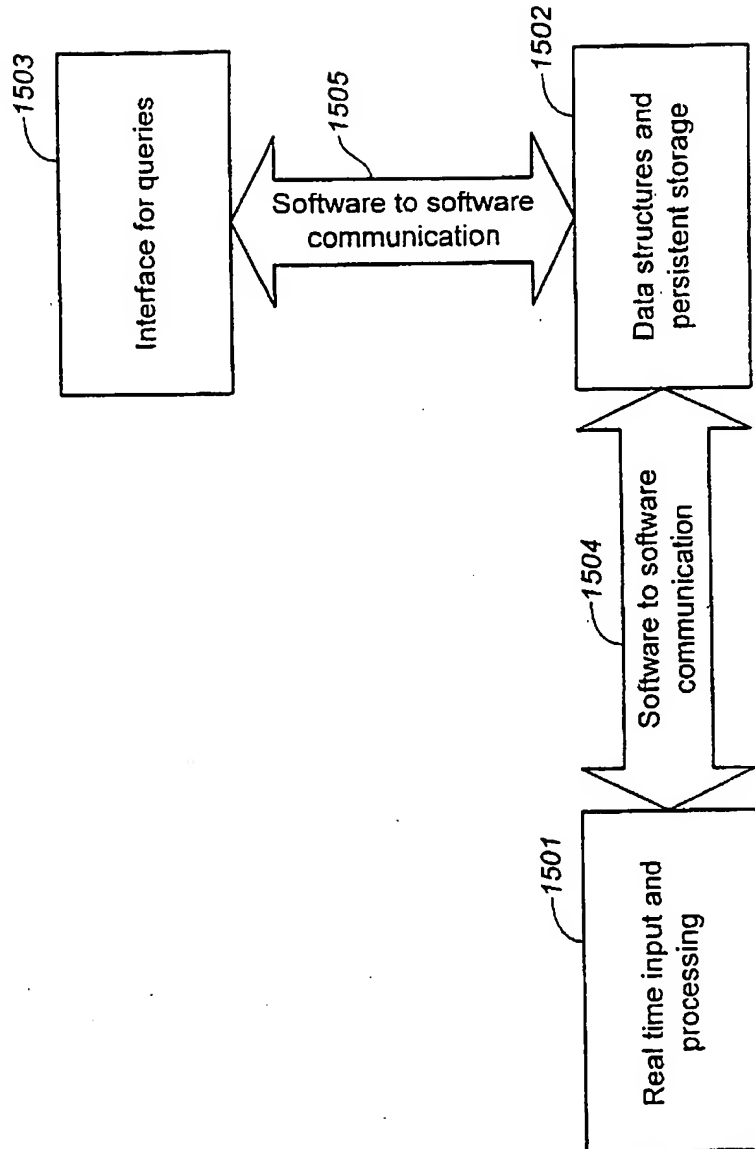 1503
Interface for queries
1505
Software to software
communication
1502
Data structures and
persistent storage
1504
Software to software
communication
1501
Real time input and
processing